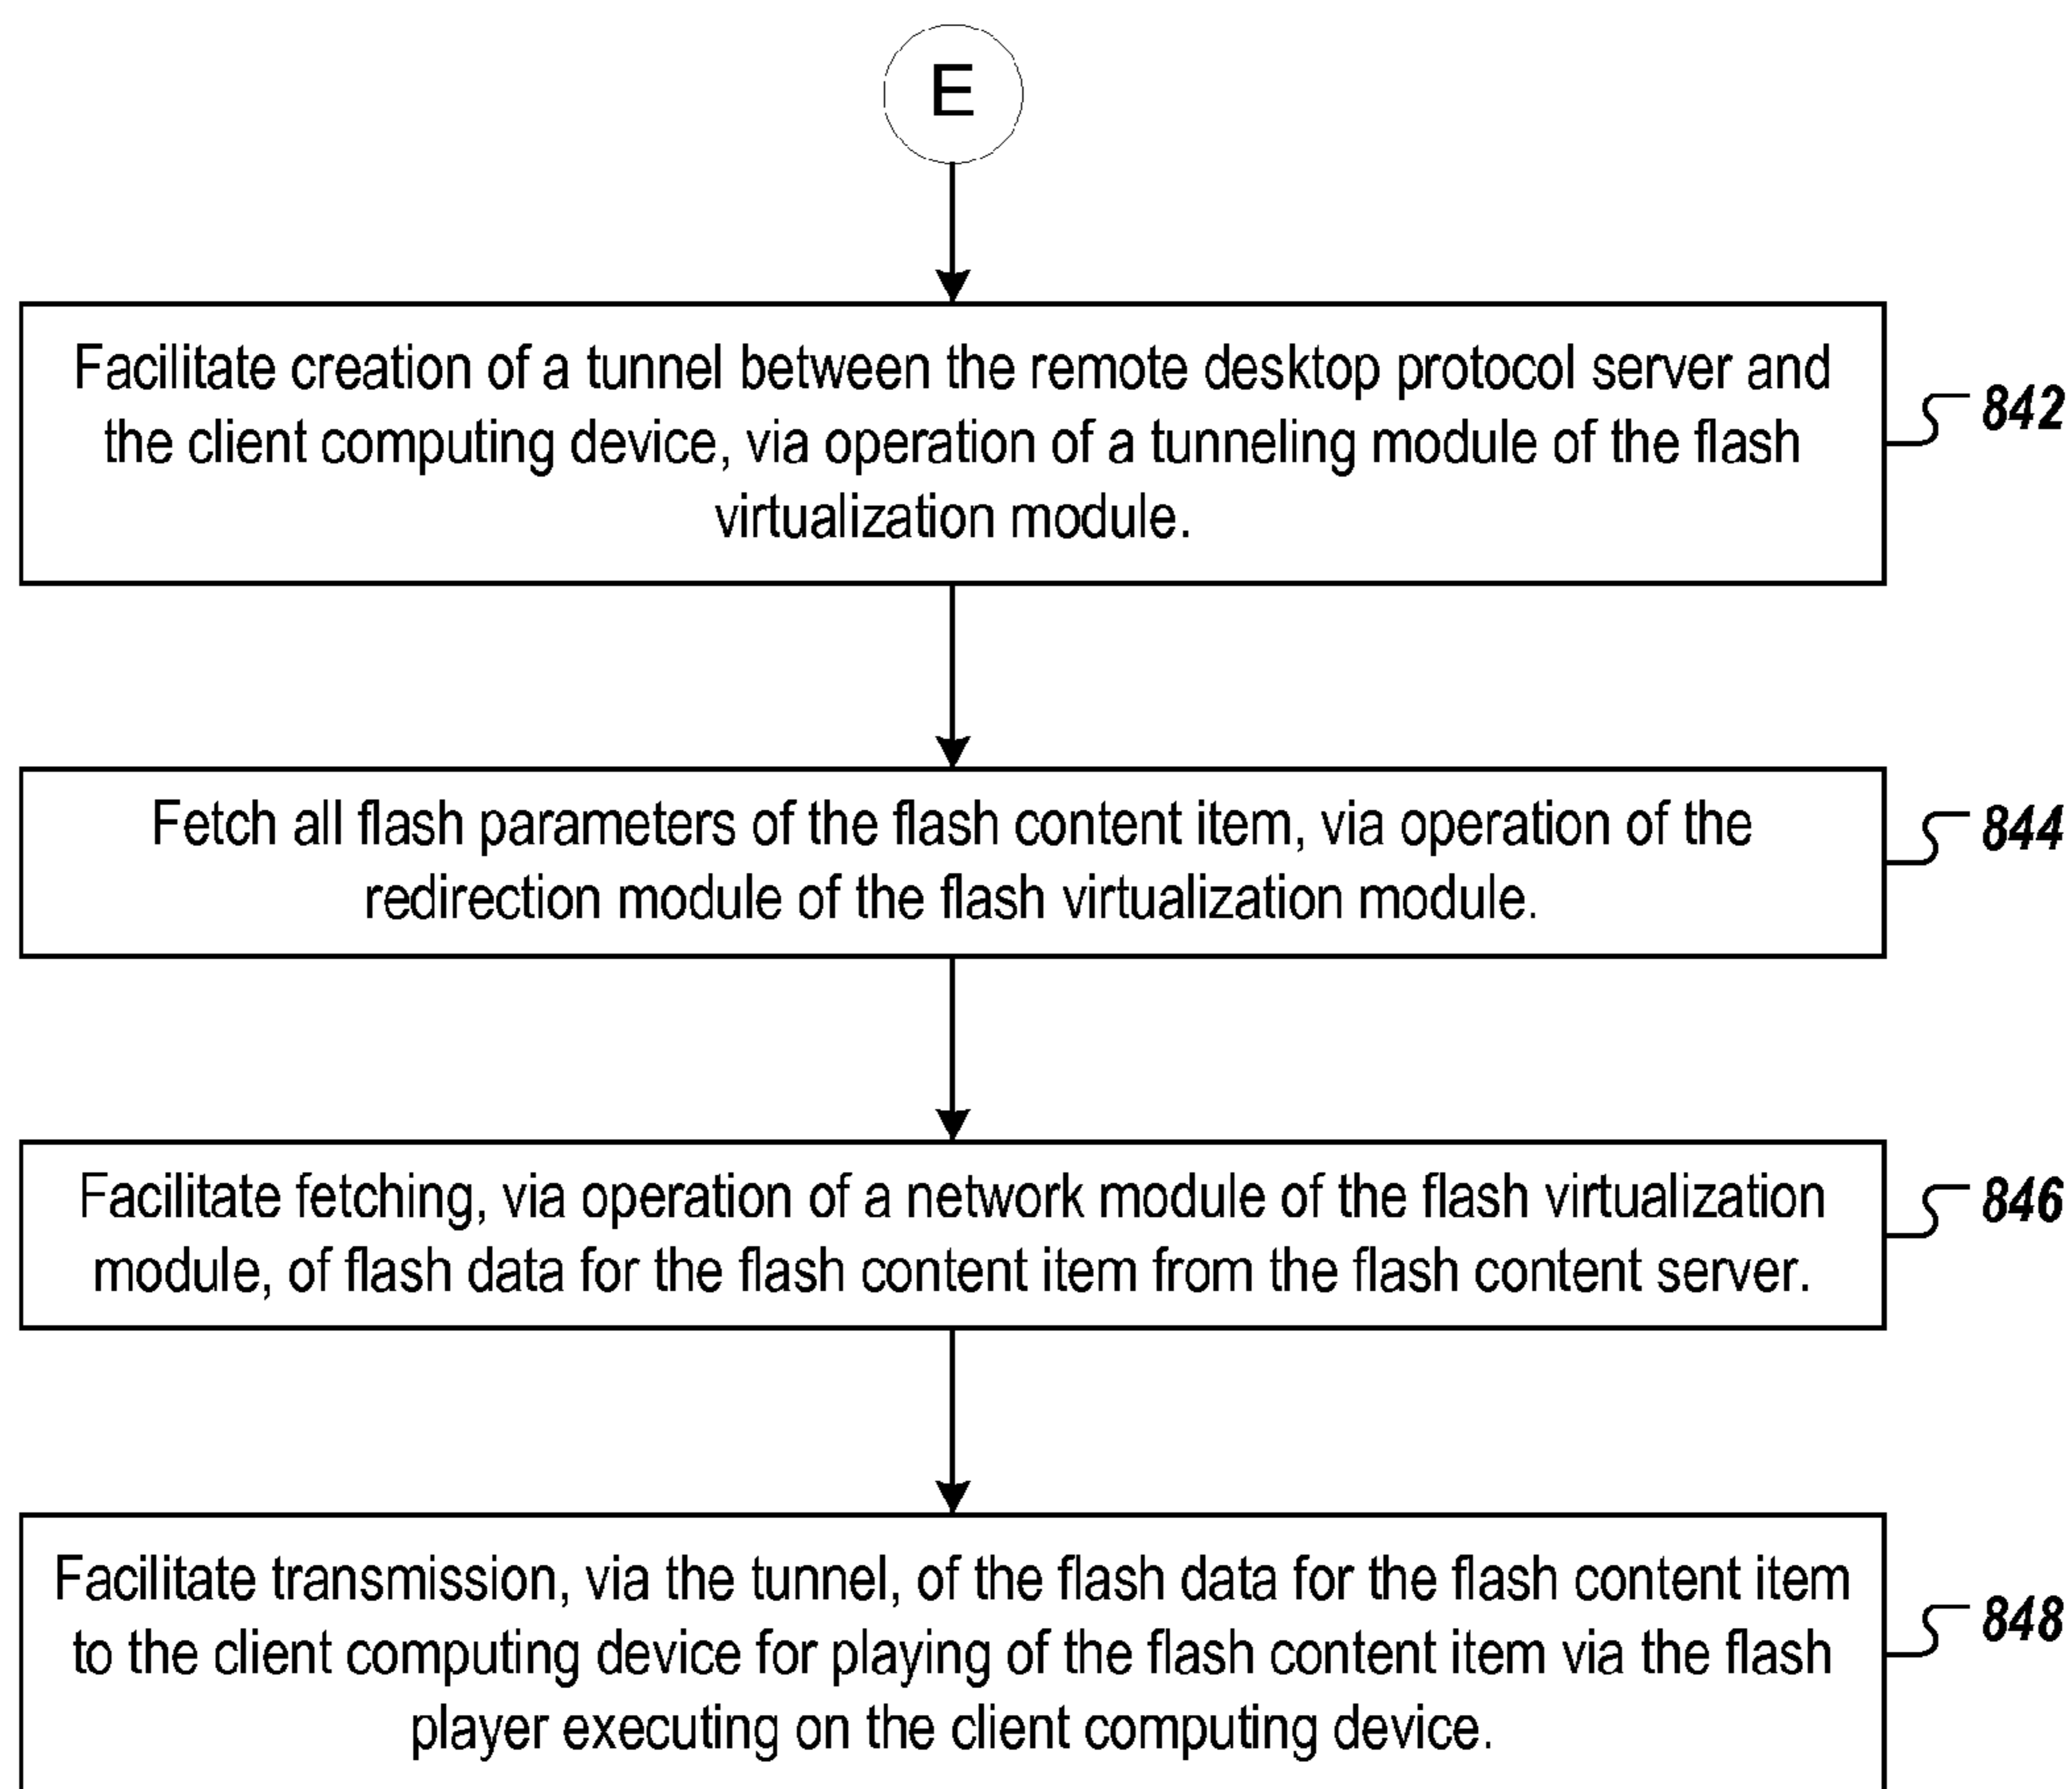 E
Facilitate creation of a tunnel between the remote desktop protocol server and
the client computing device, via operation of a tunneling module of the flash
virtualization module.
842
Fetch all flash parameters of the flash content item, via operation of the
redirection module of the flash virtualization module.
844
Facilitate fetching, via operation of a network module of the flash virtualization
module, of flash data for the flash content item from the flash content server.
846
Facilitate transmission, via the tunnel, of the flash data for the flash content item
to the client computing device for playing of the flash content item via the flash
player executing on the client computing device.
848